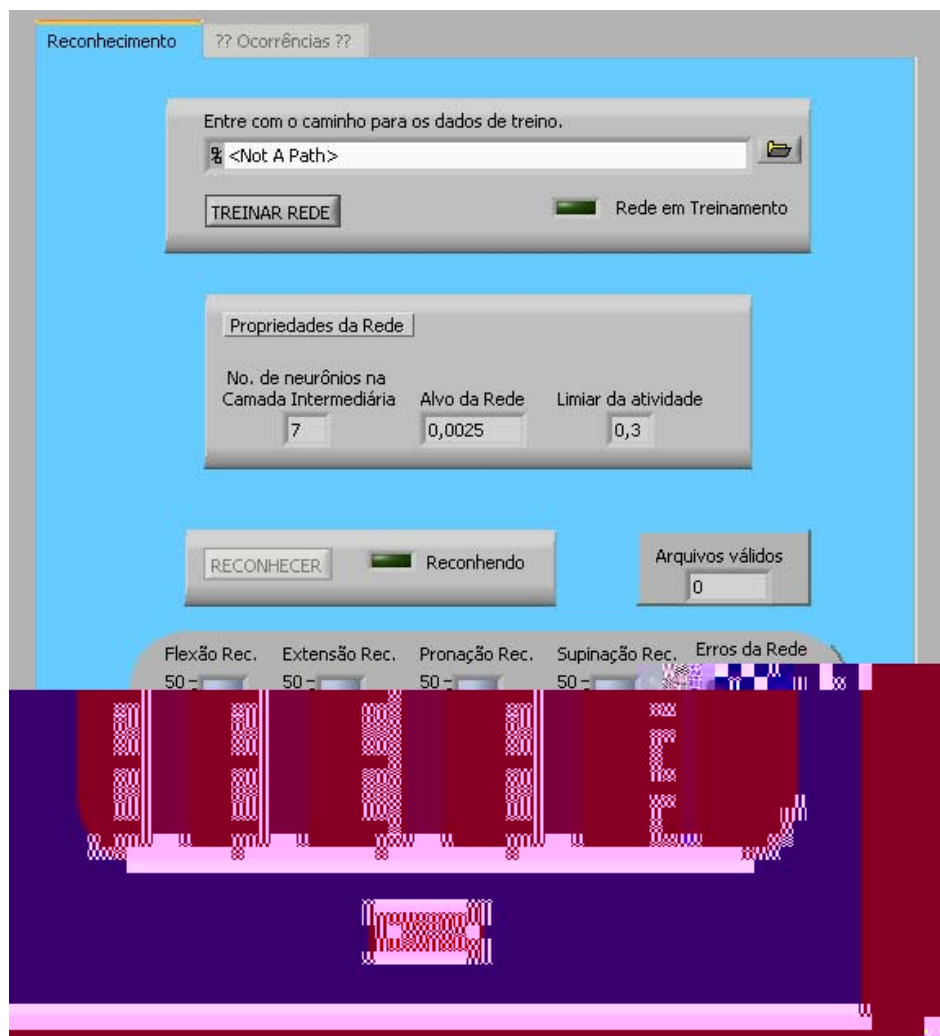 Reconhecimento ?? Ocorrências ??
Entre com o caminho para os dados de treino.
<Not A Path>
TREINAR REDE Rede em Treinamento
Propriedades da Rede
No. de neurônios na
Camada Intermediária Alvo da Rede Limiar da atividade
7 0,0025 0,3
RECONHECER Reconhendo Arquivos válidos
0
Flexão Rec. Extensão Rec. Pronação Rec. Supinação Rec. Erros da Rede
50 50 50 50